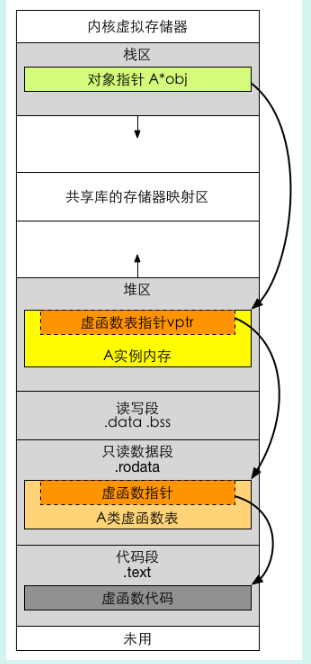 内核虚拟存储器
栈区
对象指针 A*obj
共享库的存储器映射区
堆区
虚函数表指针vptr
A实例内存
读写段
.data .bss
只读数据段
.rodata
虚函数指针
A类虚函数表
代码段
.text
虚函数代码
未用